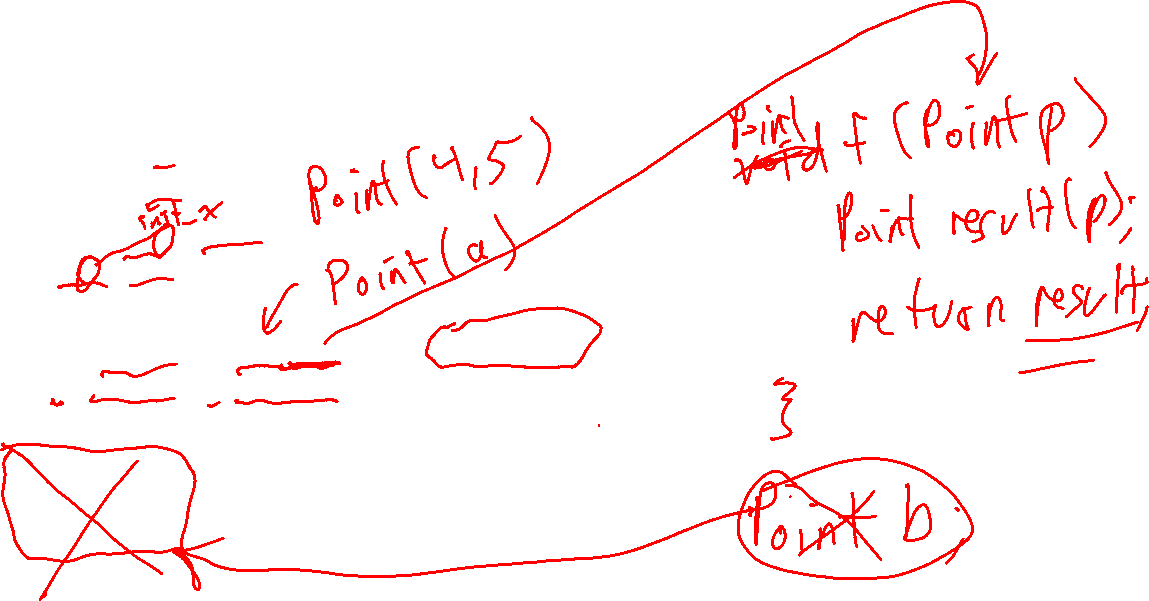 Point
void f (Point p)
Point result(p);
return result;
}
init_x
Point(4,5)
Point(a)
Point b